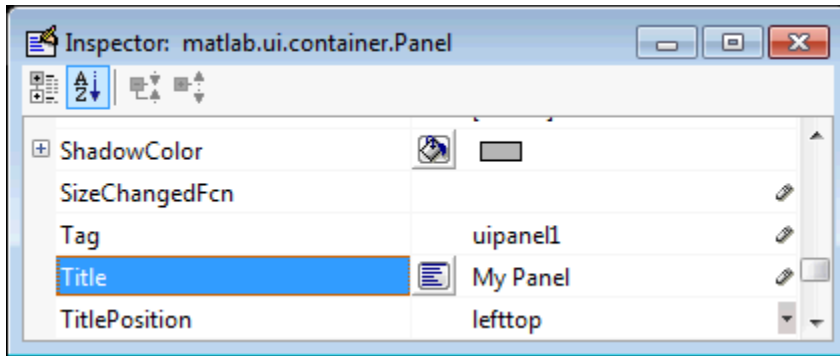 Inspector: matlab.ui.container.Panel
ShadowColor
SizeChangedFcn
Tag uipanel1
Title My Panel
TitlePosition lefttop